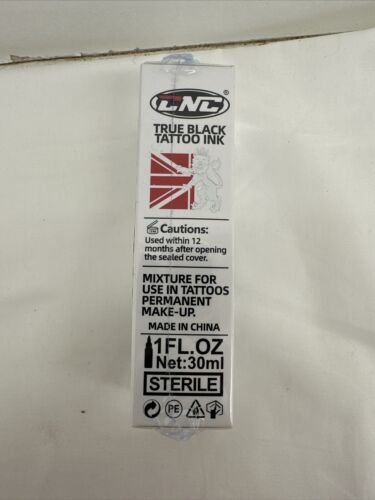 CNC®
TRUE BLACK
TATTOO INK
Cautions:
Used within 12
months after opening
the sealed cover.
MIXTURE FOR
USE IN TATTOOS
PERMANENT
MAKE-UP.
MADE IN CHINA
1FL.OZ
Net:30ml
STERILE
PE